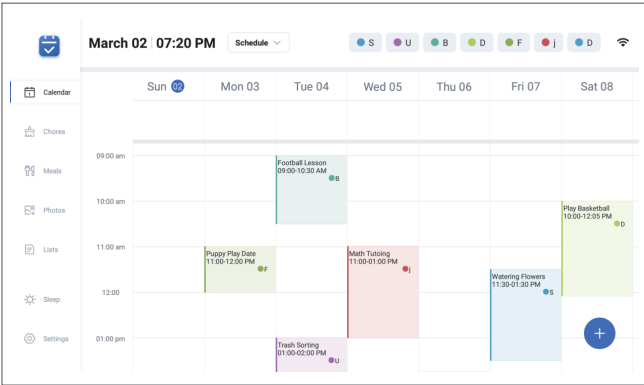 March 02 07:20 PM Schedule
S U B D F j D
Calendar
Chores
Meals
Photos
Lists
Sleep
Settings
Sun 02 Mon 03 Tue 04 Wed 05 Thu 06 Fri 07 Sat 08
09:00 am
Football Lesson
09:00-10:30 AM
B
10:00 am
Play Basketball
10:00-12:05 PM
D
11:00 am
Puppy Play Date
11:00-12:00 PM
F
Math Tutoing
11:00-01:00 PM
j
Watering Flowers
11:30-01:30 PM
S
12:00
01:00 pm
Trash Sorting
01:00-02:00 PM
U
+